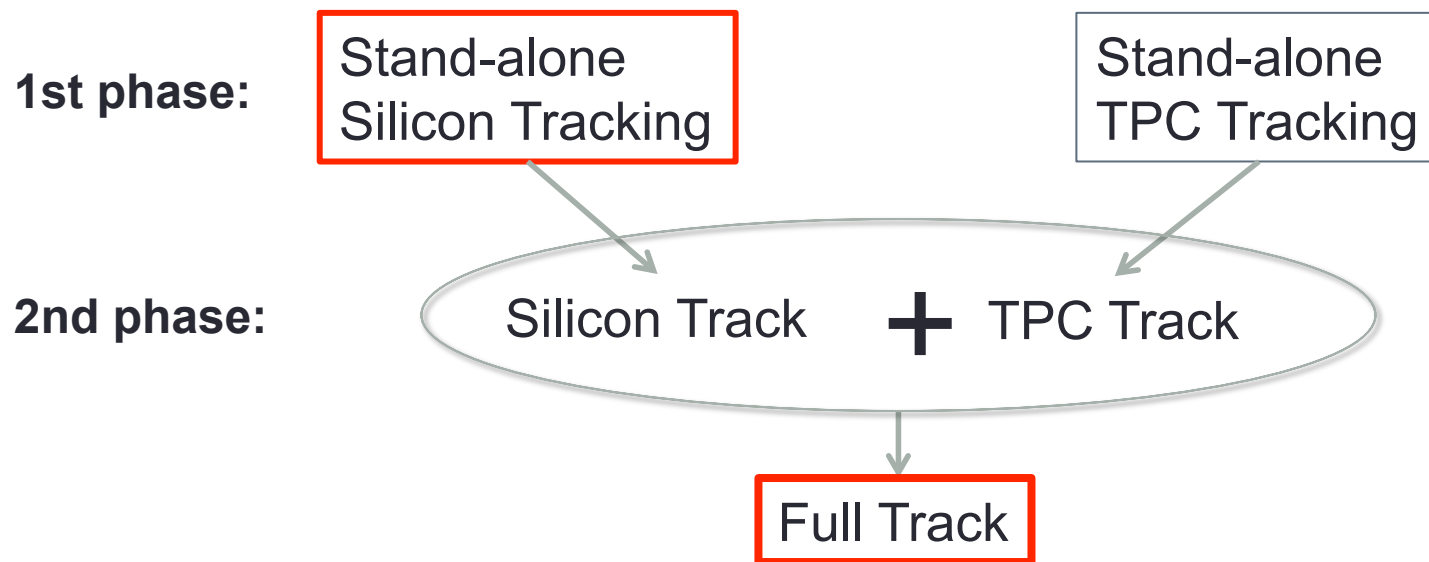 1st phase:
Stand-alone
Silicon Tracking
Stand-alone
TPC Tracking
2nd phase:
Silicon Track + TPC Track
Full Track